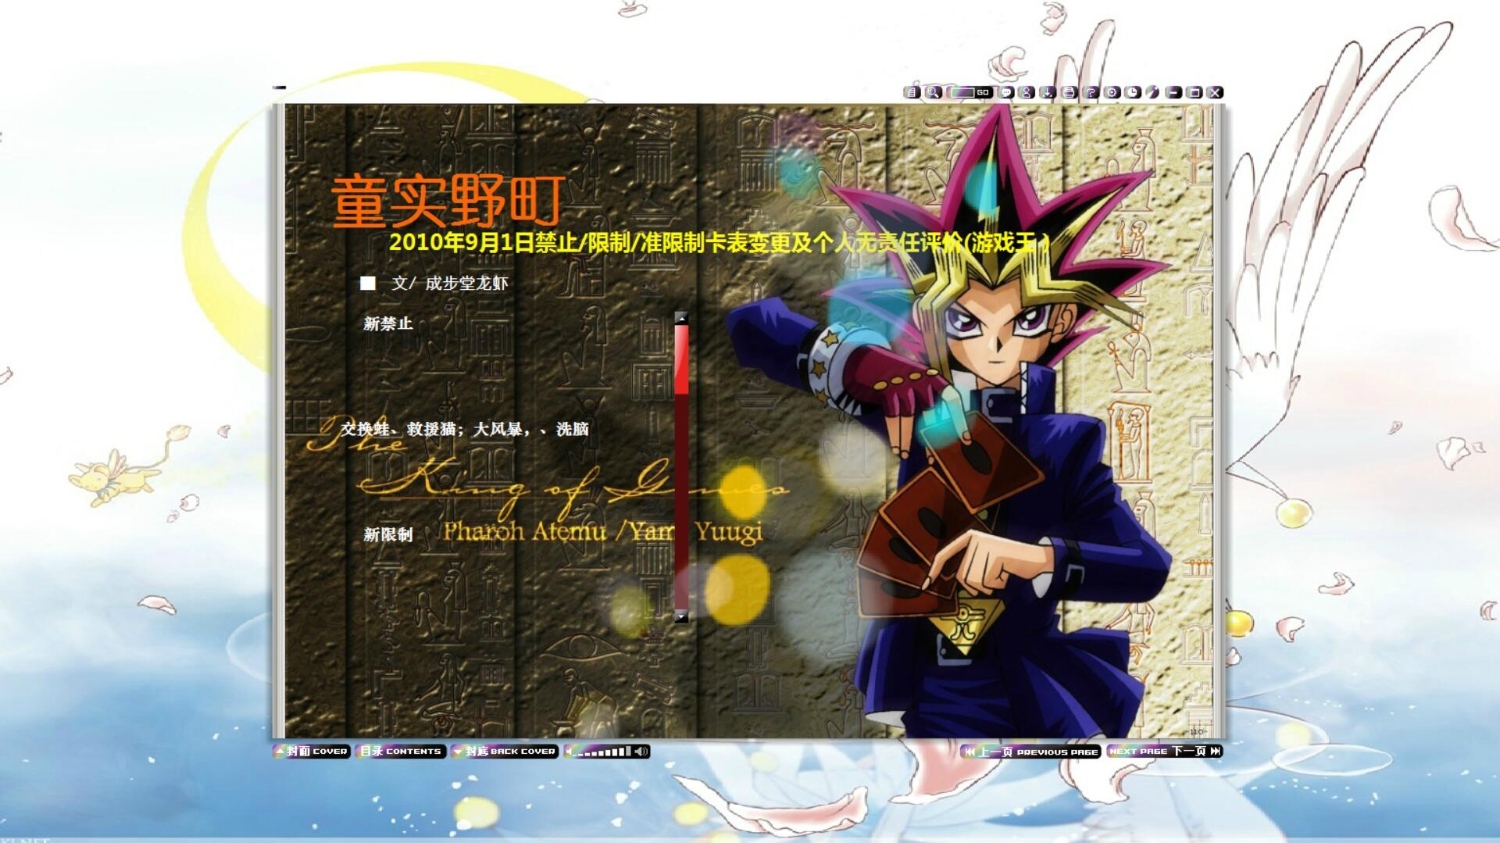 GO
童实野町
2010年9月1日禁止/限制/准限制卡表变更及个人无责任评价(游戏王 )
■ 文/ 成步堂龙虾
新禁止
交换蛙、救援猫；大风暴，、洗脑
The
King of Games
新限制
Pharoh Atemu /Yami Yuugi
封面 COVER
目录 CONTENTS
封底 BACK COVER
上一页 PREVIOUS PAGE
NEXT PAGE 下一页